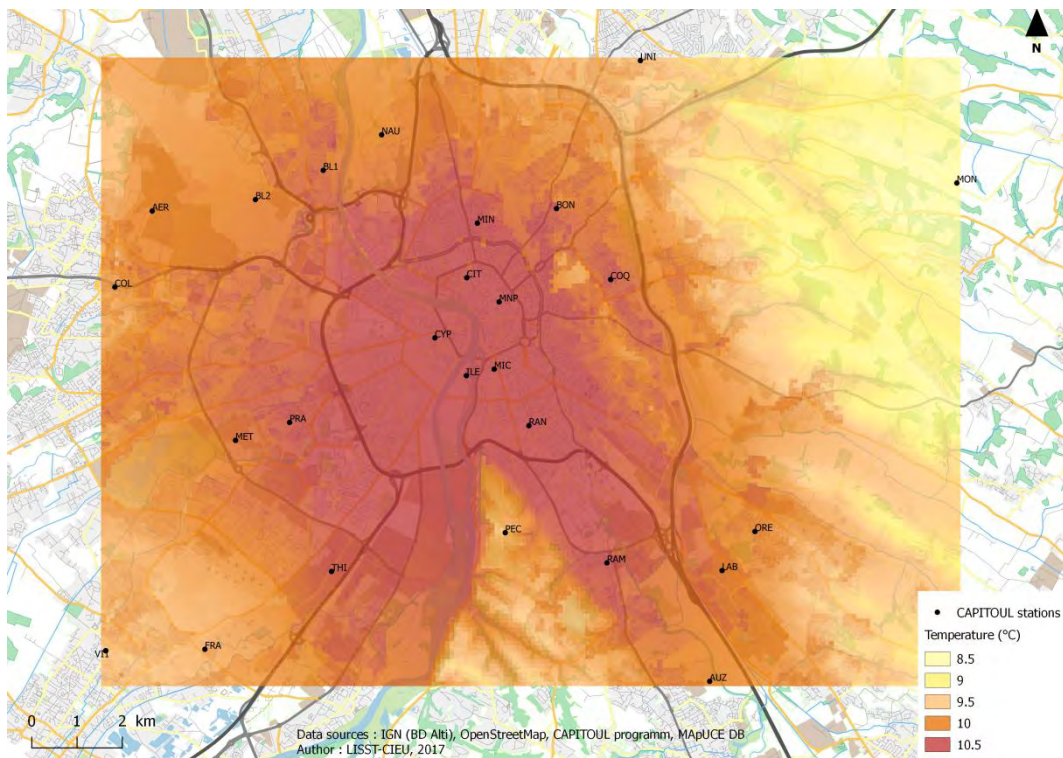 N
UNI
NAU
BL1
MON
BL2
AER
BON
MIN
CIT
COQ
COL
MNP
CYP
MIC
ILE
PRA
RAN
MET
PEC
ORE
RAM
LAB
THI
FRA
VI1
AUZ
CAPITOUL stations
Temperature (°C)
8.5
9
9.5
10
10.5
0 1 2 km
Data sources : IGN (BD Alti), OpenStreetMap, CAPITOUL programm, MApUCE DB
Author : LISST-CIEU, 2017